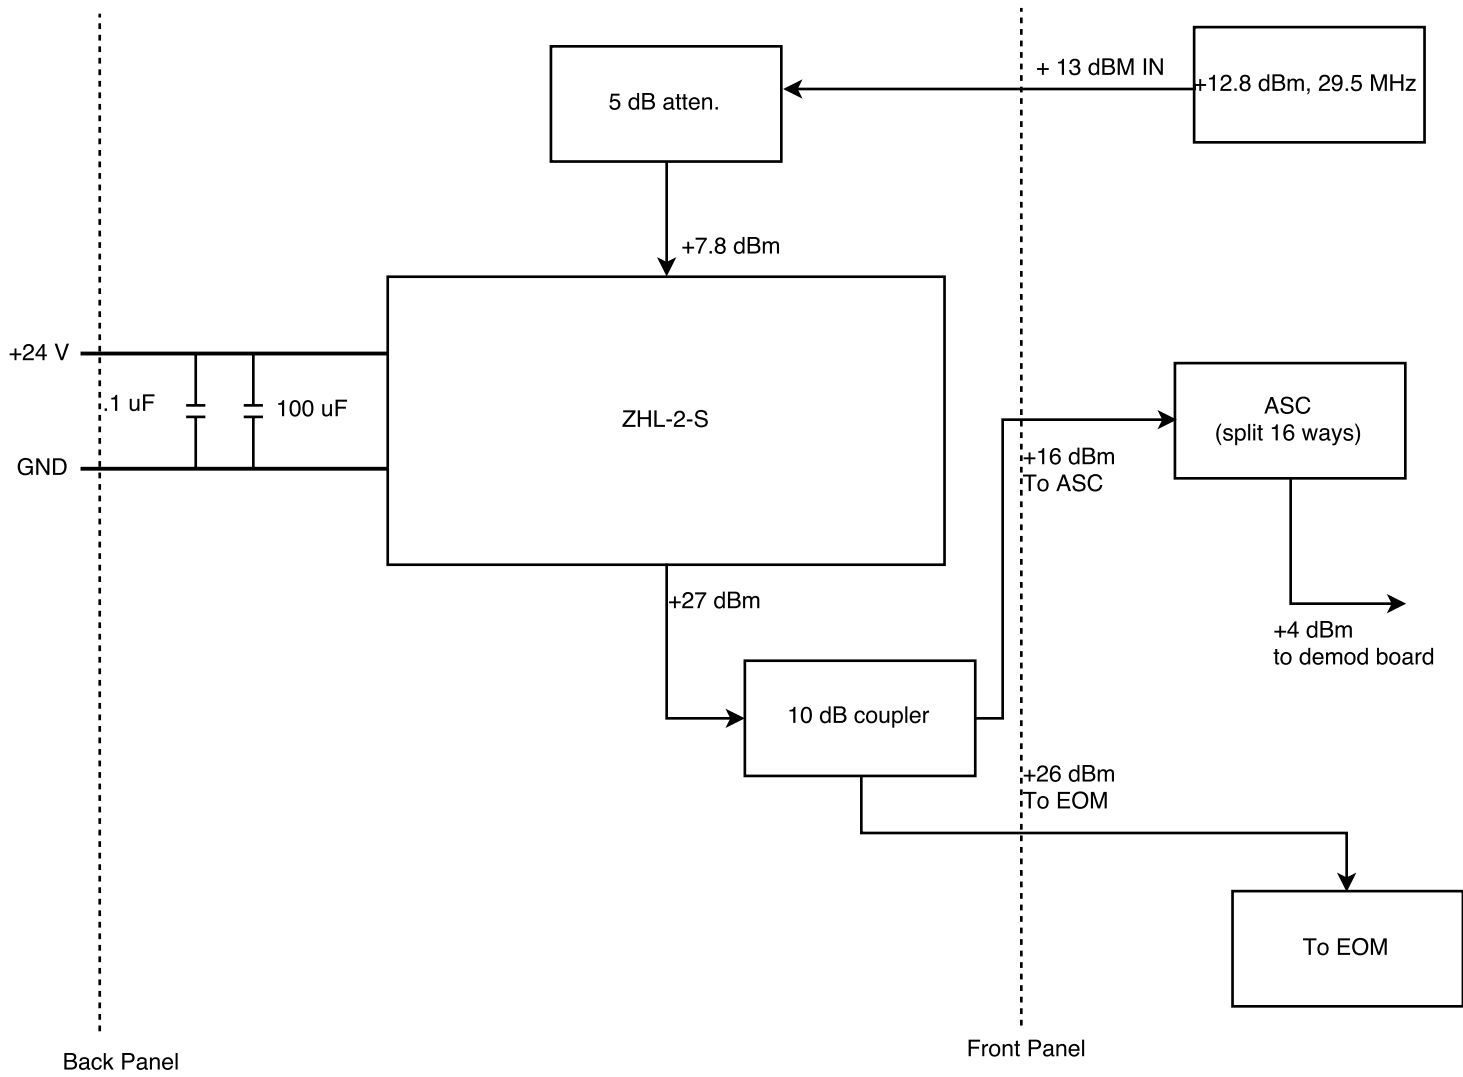 + 13 dBM IN
+12.8 dBm, 29.5 MHz
5 dB atten.
+7.8 dBm
+24 V
.1 uF
100 uF
GND
ZHL-2-S
ASC
(split 16 ways)
+16 dBm
To ASC
+27 dBm
+4 dBm
to demod board
10 dB coupler
+26 dBm
To EOM
To EOM
Back Panel
Front Panel